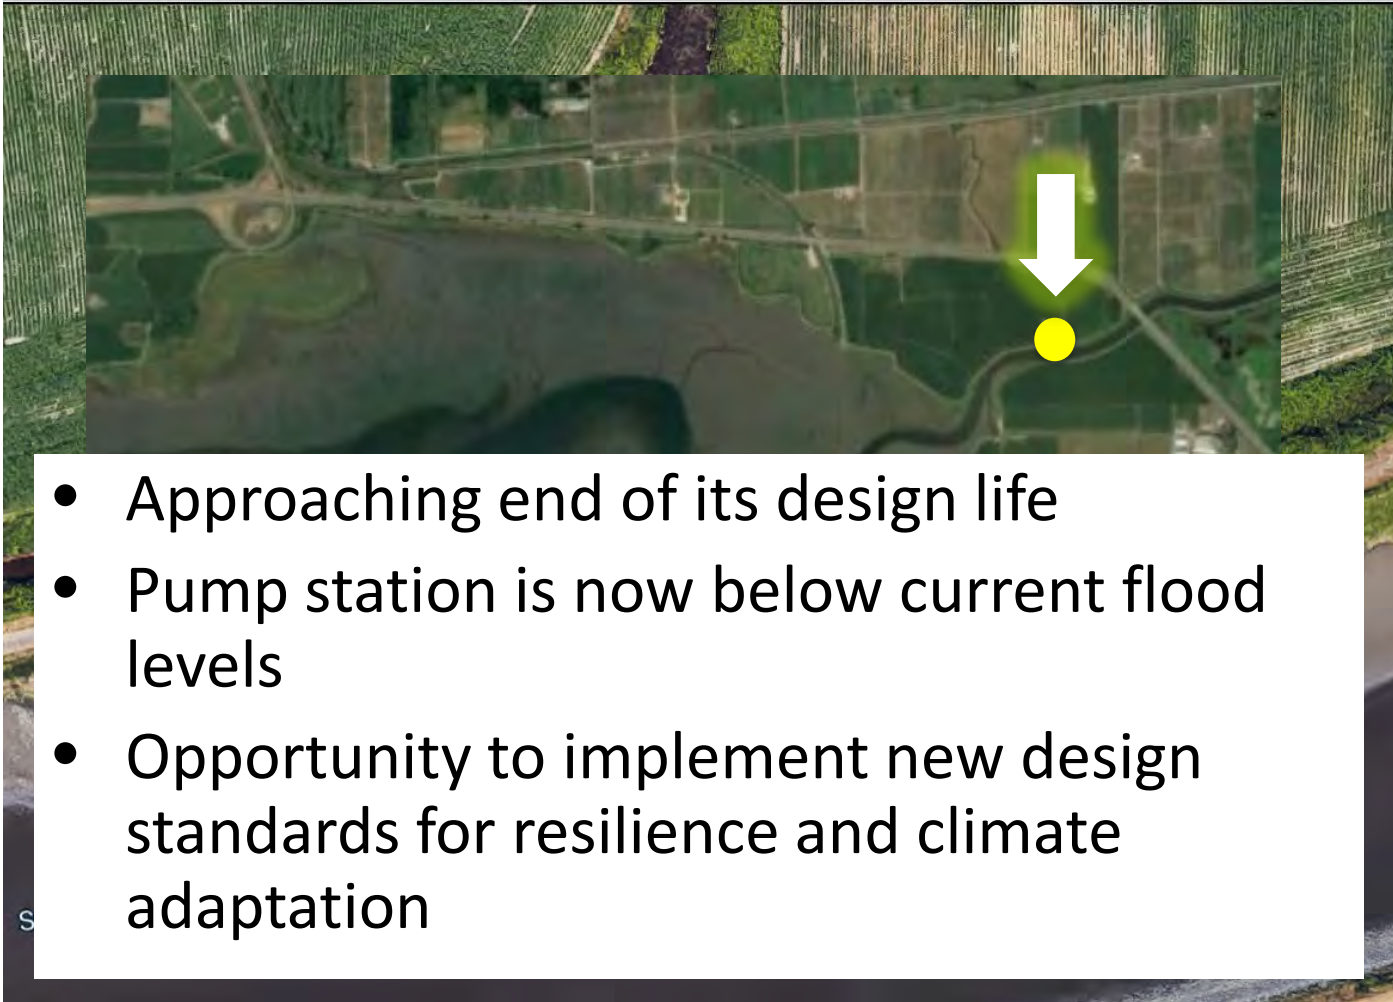 • Approaching end of its design life
• Pump station is now below current flood
levels
• Opportunity to implement new design
standards for resilience and climate
adaptation
S